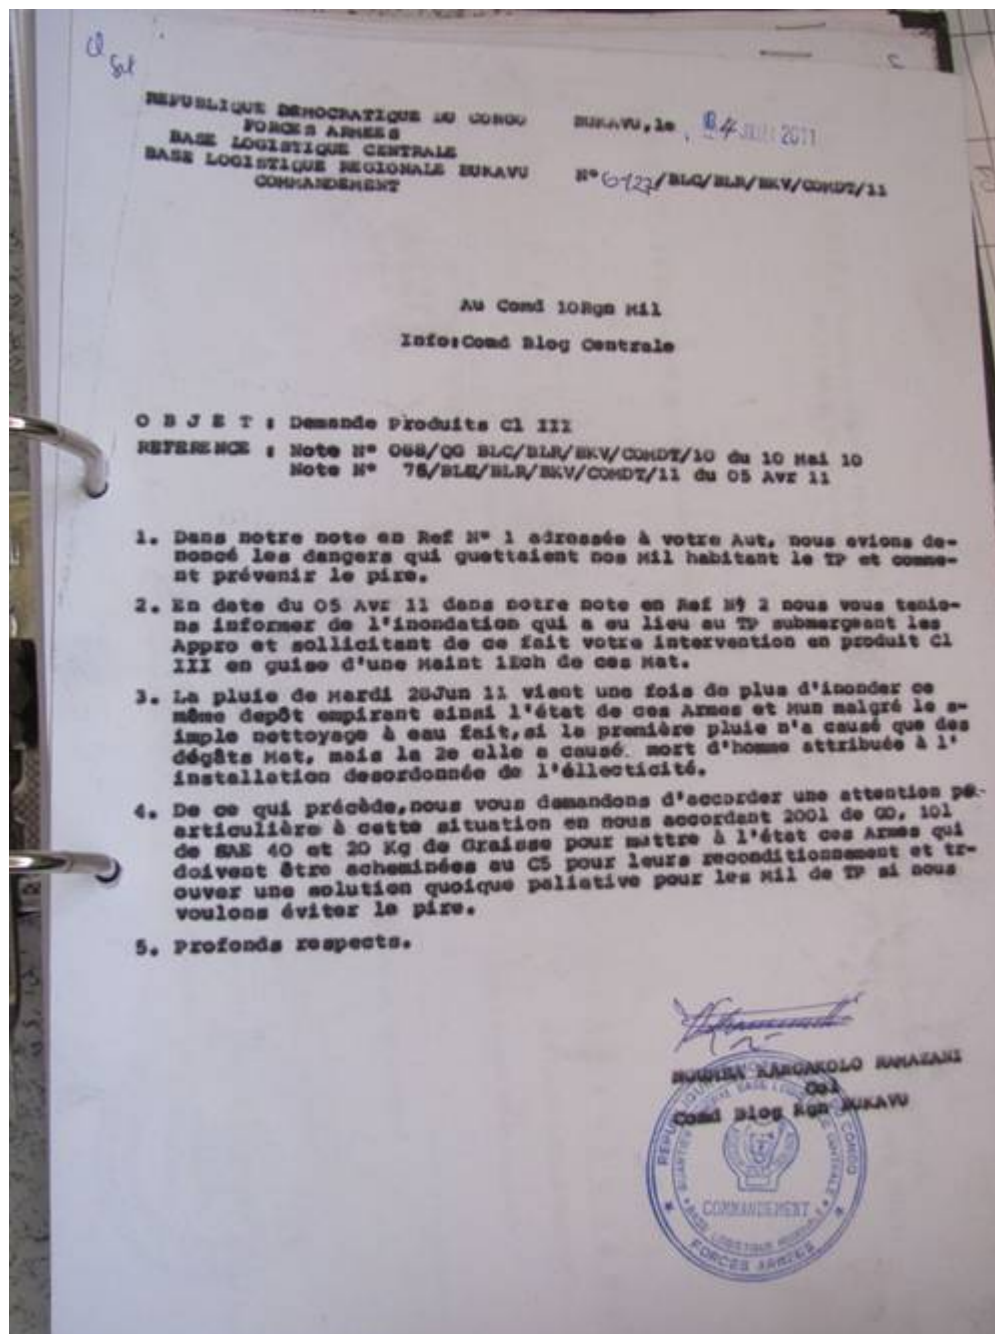 REPUBLIQUE DEMOCRATIQUE DU CONGO
FORCES ARMEES
BASE LOGISTIQUE CENTRALE
BASE LOGISTIQUE REGIONALE BUKAVU
COMMANDEMENT
BUKAVU, le 04 JUIL 2011
N° /BLC/BLR/BKV/COMDT/11
Au Comd 10Rgn Mil
Info:Comd Blog Centrale
O B J E T : Demande Produits Cl III
REFERENCE : Note N° 068/QG BLC/BLR/BKV/COMDT/10 du 10 Mai 10
Note N° 76/BLC/BLR/BKV/COMDT/11 du 05 Avr 11
1. Dans notre note en Ref N° 1 adressée à votre Aut, nous avions de-
noncé les dangers qui guettaient nos Mil habitant le TP et comme-
nt prévenir le pire.
2. En date du 05 Avr 11 dans notre note en Ref N° 2 nous vous tenio-
ns informer de l'inondation qui a eu lieu au TP submergeant les
Appro et sollicitant de ce fait votre intervention en produit Cl
III en guise d'une Maint 1Ech de ces Mat.
3. La pluie de Mardi 28Jun 11 vient une fois de plus d'inonder ce
même depôt empirant ainsi l'état de ces Armes et Mun malgré le s-
imple nettoyage à eau fait,si la première pluie n'a causé que des
dégâts Mat, mais la 2e elle a causé. mort d'homme attribuée à l'
installation desordonnée de l'éllecticité.
4. De ce qui précède,nous vous demandons d'accorder une attention p-
articulière à cette situation en nous accordant 200l de GO, 10l
de SAE 40 et 20 Kg de Graisse pour mettre à l'état ces Armes qui
doivent être acheminées au C5 pour leurs reconditionnement et tr-
ouver une solution quoique paliative pour les Mil de TP si nous
voulons éviter le pire.
5. Profonds respects.
KANGAKOLO RAMAZANI
Col
Comd Blog Rgn BUKAVU
COMMANDEMENT
FORCES ARMEES